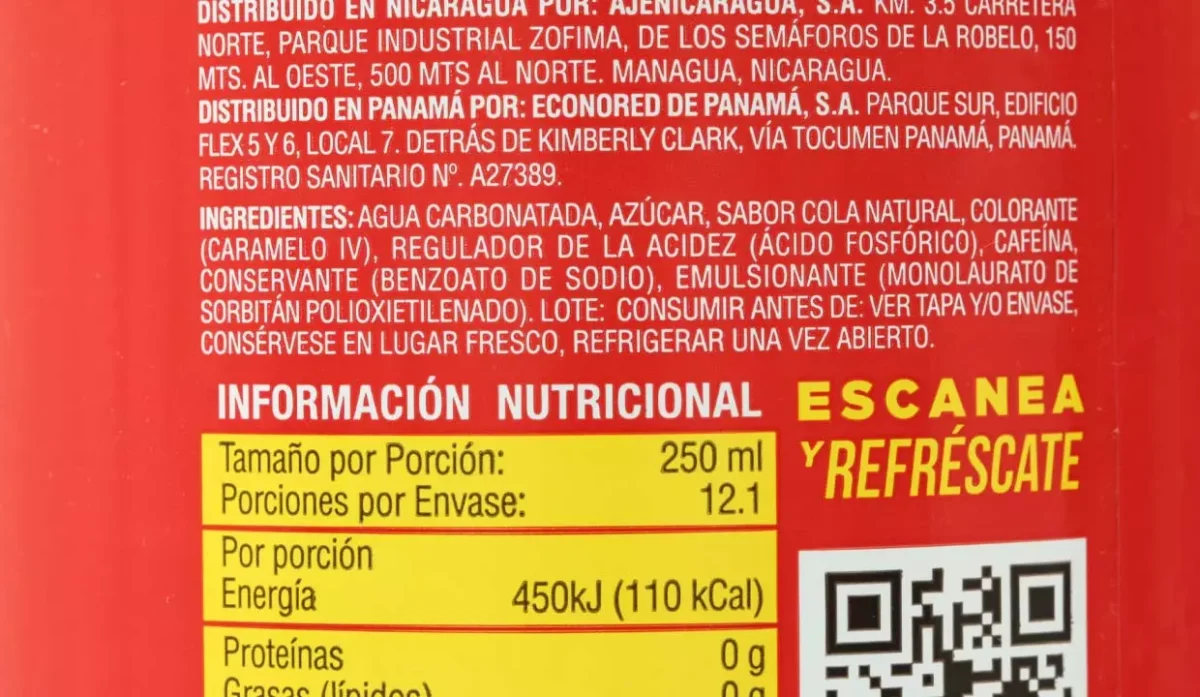 DISTRIBUIDO EN NICARAGUA POR: AJENICARAGUA, S.A. KM. 3.5 CARRETERA
NORTE, PARQUE INDUSTRIAL ZOFIMA, DE LOS SEMÁFOROS DE LA ROBELO, 150
MTS. AL OESTE, 500 MTS AL NORTE. MANAGUA, NICARAGUA.
DISTRIBUIDO EN PANAMÁ POR: ECONORED DE PANAMÁ, S.A. PARQUE SUR, EDIFICIO
FLEX 5 Y 6, LOCAL 7. DETRÁS DE KIMBERLY CLARK, VÍA TOCUMEN PANAMÁ, PANAMÁ.
REGISTRO SANITARIO Nº. A27389.
INGREDIENTES: AGUA CARBONATADA, AZÚCAR, SABOR COLA NATURAL, COLORANTE
(CARAMELO IV), REGULADOR DE LA ACIDEZ (ÁCIDO FOSFÓRICO), CAFEÍNA,
CONSERVANTE (BENZOATO DE SODIO), EMULSIONANTE (MONOLAURATO DE
SORBITÁN POLIOXIETILENADO). LOTE: CONSUMIR ANTES DE: VER TAPA Y/O ENVASE,
CONSÉRVESE EN LUGAR FRESCO, REFRIGERAR UNA VEZ ABIERTO.
INFORMACIÓN NUTRICIONAL
Tamaño por Porción: 250 ml
Porciones por Envase: 12.1
Por porción
Energía 450kJ (110 kCal)
Proteínas 0 g
Grasas (lípidos) 0 g
ESCANEA
Y REFRÉSCATE